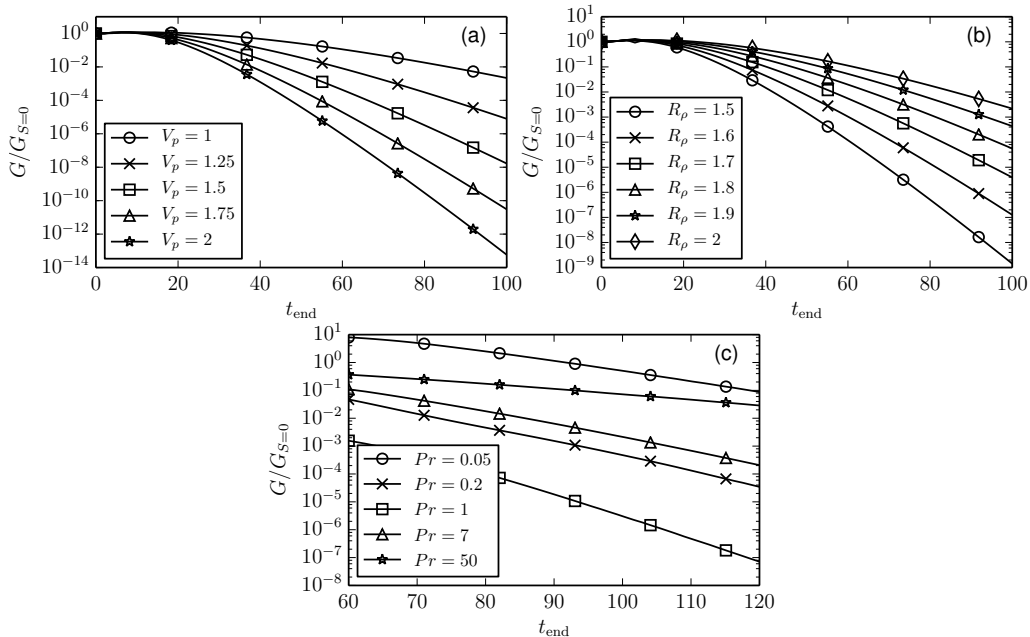 (a)
G/G_{S=0}
10^0
10^{-2}
10^{-4}
10^{-6}
10^{-8}
10^{-10}
10^{-12}
10^{-14}
V_p = 1
V_p = 1.25
V_p = 1.5
V_p = 1.75
V_p = 2
0 20 40 60 80 100
t_end
(b)
G/G_{S=0}
10^1
10^0
10^{-1}
10^{-2}
10^{-3}
10^{-4}
10^{-5}
10^{-6}
10^{-7}
10^{-8}
10^{-9}
R_ρ = 1.5
R_ρ = 1.6
R_ρ = 1.7
R_ρ = 1.8
R_ρ = 1.9
R_ρ = 2
0 20 40 60 80 100
t_end
(c)
G/G_{S=0}
10^1
10^0
10^{-1}
10^{-2}
10^{-3}
10^{-4}
10^{-5}
10^{-6}
10^{-7}
10^{-8}
Pr = 0.05
Pr = 0.2
Pr = 1
Pr = 7
Pr = 50
60 70 80 90 100 110 120
t_end